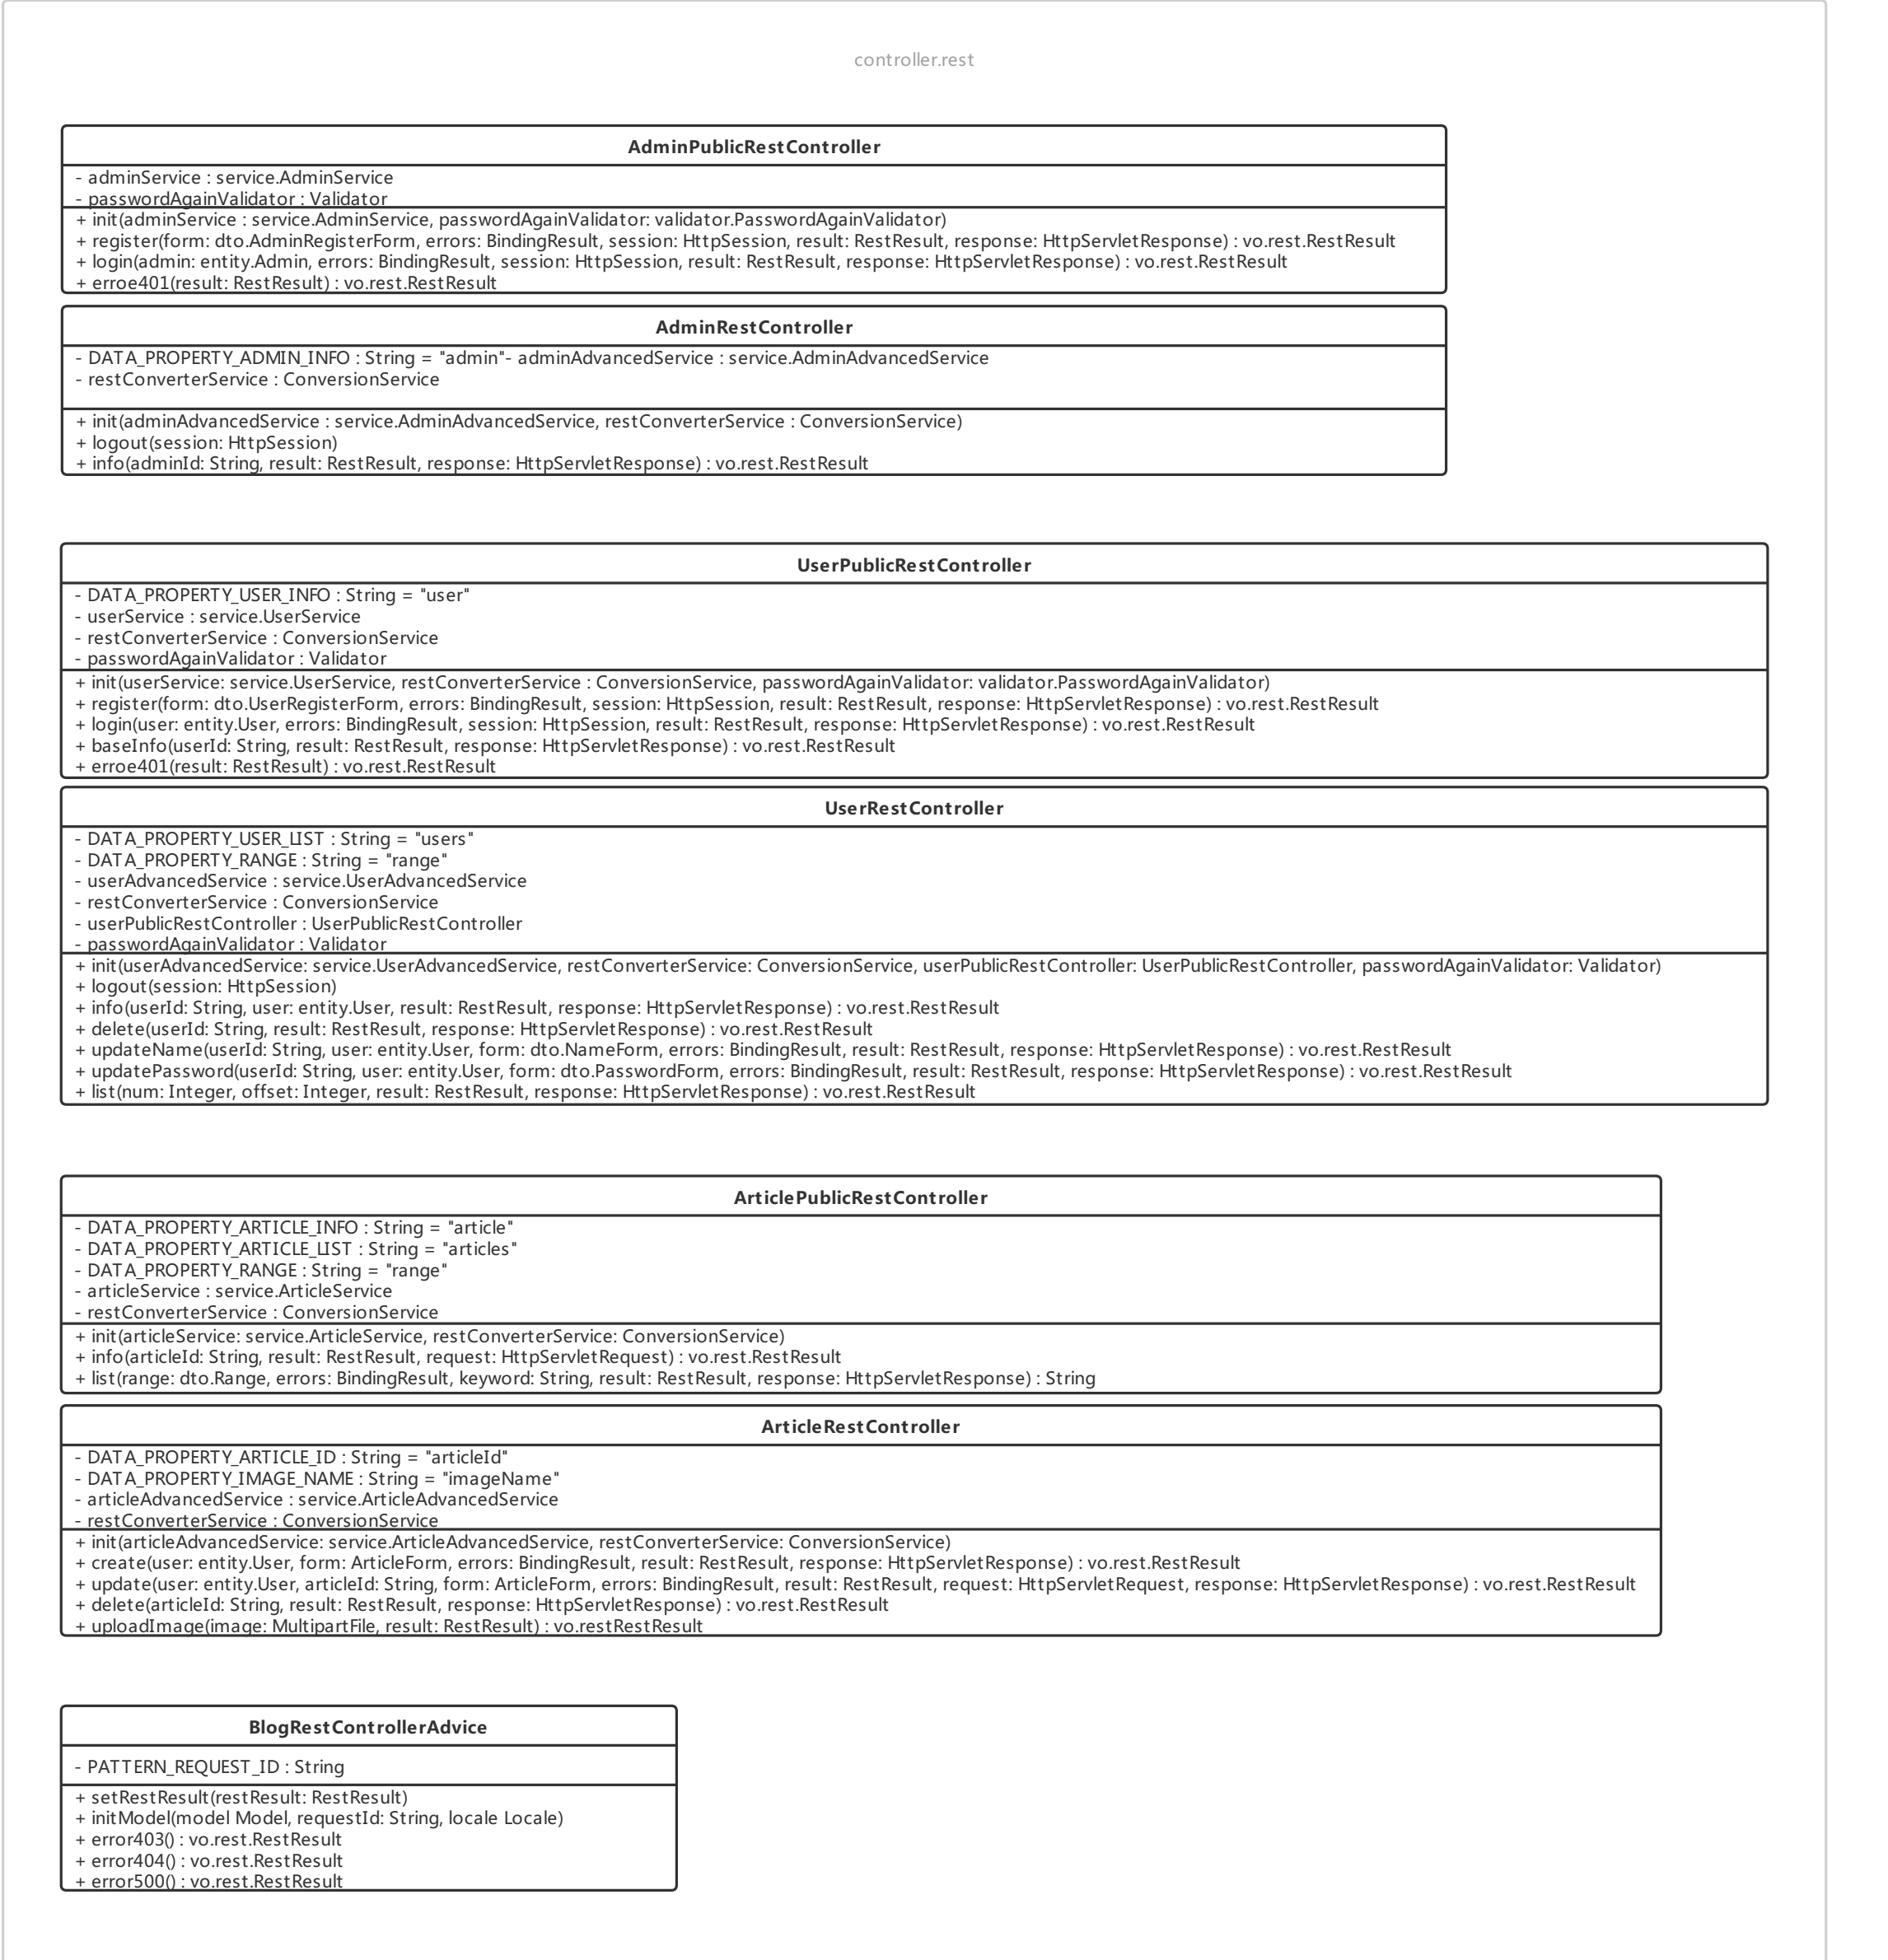 controller.rest
AdminPublicRestController
- adminService : service.AdminService
- passwordAgainValidator : Validator
+ init(adminService : service.AdminService, passwordAgainValidator: validator.PasswordAgainValidator)
+ register(form: dto.AdminRegisterForm, errors: BindingResult, session: HttpSession, result: RestResult, response: HttpServletResponse) : vo.rest.RestResult
+ login(admin: entity.Admin, errors: BindingResult, session: HttpSession, result: RestResult, response: HttpServletResponse) : vo.rest.RestResult
+ erroe401(result: RestResult) : vo.rest.RestResult
AdminRestController
- DATA_PROPERTY_ADMIN_INFO : String = "admin"- adminAdvancedService : service.AdminAdvancedService
- restConverterService : ConversionService
+ init(adminAdvancedService : service.AdminAdvancedService, restConverterService : ConversionService)
+ logout(session: HttpSession)
+ info(adminId: String, result: RestResult, response: HttpServletResponse) : vo.rest.RestResult
UserPublicRestController
- DATA_PROPERTY_USER_INFO : String = "user"
- userService : service.UserService
- restConverterService : ConversionService
- passwordAgainValidator : Validator
+ init(userService: service.UserService, restConverterService : ConversionService, passwordAgainValidator: validator.PasswordAgainValidator)
+ register(form: dto.UserRegisterForm, errors: BindingResult, session: HttpSession, result: RestResult, response: HttpServletResponse) : vo.rest.RestResult
+ login(user: entity.User, errors: BindingResult, session: HttpSession, result: RestResult, response: HttpServletResponse) : vo.rest.RestResult
+ baseInfo(userId: String, result: RestResult, response: HttpServletResponse) : vo.rest.RestResult
+ erroe401(result: RestResult) : vo.rest.RestResult
UserRestController
- DATA_PROPERTY_USER_LIST : String = "users"
- DATA_PROPERTY_RANGE : String = "range"
- userAdvancedService : service.UserAdvancedService
- restConverterService : ConversionService
- userPublicRestController : UserPublicRestController
- passwordAgainValidator : Validator
+ init(userAdvancedService: service.UserAdvancedService, restConverterService: ConversionService, userPublicRestController: UserPublicRestController, passwordAgainValidator: Validator)
+ logout(session: HttpSession)
+ info(userId: String, user: entity.User, result: RestResult, response: HttpServletResponse) : vo.rest.RestResult
+ delete(userId: String, result: RestResult, response: HttpServletResponse) : vo.rest.RestResult
+ updateName(userId: String, user: entity.User, form: dto.NameForm, errors: BindingResult, result: RestResult, response: HttpServletResponse) : vo.rest.RestResult
+ updatePassword(userId: String, user: entity.User, form: dto.PasswordForm, errors: BindingResult, result: RestResult, response: HttpServletResponse) : vo.rest.RestResult
+ list(num: Integer, offset: Integer, result: RestResult, response: HttpServletResponse) : vo.rest.RestResult
ArticlePublicRestController
- DATA_PROPERTY_ARTICLE_INFO : String = "article"
- DATA_PROPERTY_ARTICLE_LIST : String = "articles"
- DATA_PROPERTY_RANGE : String = "range"
- articleService : service.ArticleService
- restConverterService : ConversionService
+ init(articleService: service.ArticleService, restConverterService: ConversionService)
+ info(articleId: String, result: RestResult, request: HttpServletRequest) : vo.rest.RestResult
+ list(range: dto.Range, errors: BindingResult, keyword: String, result: RestResult, response: HttpServletResponse) : String
ArticleRestController
- DATA_PROPERTY_ARTICLE_ID : String = "articleId"
- DATA_PROPERTY_IMAGE_NAME : String = "imageName"
- articleAdvancedService : service.ArticleAdvancedService
- restConverterService : ConversionService
+ init(articleAdvancedService: service.ArticleAdvancedService, restConverterService: ConversionService)
+ create(user: entity.User, form: ArticleForm, errors: BindingResult, result: RestResult, response: HttpServletResponse) : vo.rest.RestResult
+ update(user: entity.User, articleId: String, form: ArticleForm, errors: BindingResult, result: RestResult, request: HttpServletRequest, response: HttpServletResponse) : vo.rest.RestResult
+ delete(articleId: String, result: RestResult, response: HttpServletResponse) : vo.rest.RestResult
+ uploadImage(image: MultipartFile, result: RestResult) : vo.restRestResult
BlogRestControllerAdvice
- PATTERN_REQUEST_ID : String
+ setRestResult(restResult: RestResult)
+ initModel(model Model, requestId: String, locale Locale)
+ error403() : vo.rest.RestResult
+ error404() : vo.rest.RestResult
+ error500() : vo.rest.RestResult